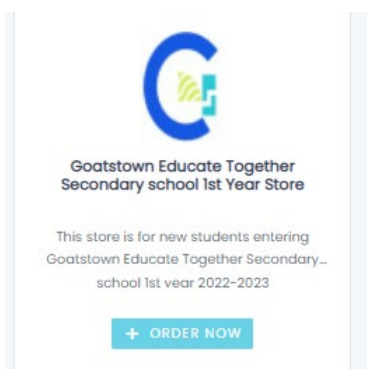 Goatstown Educate Together
Secondary school 1st Year Store
This store is for new students entering
Goatstown Educate Together Secondary...
school 1st year 2022-2023
+ ORDER NOW